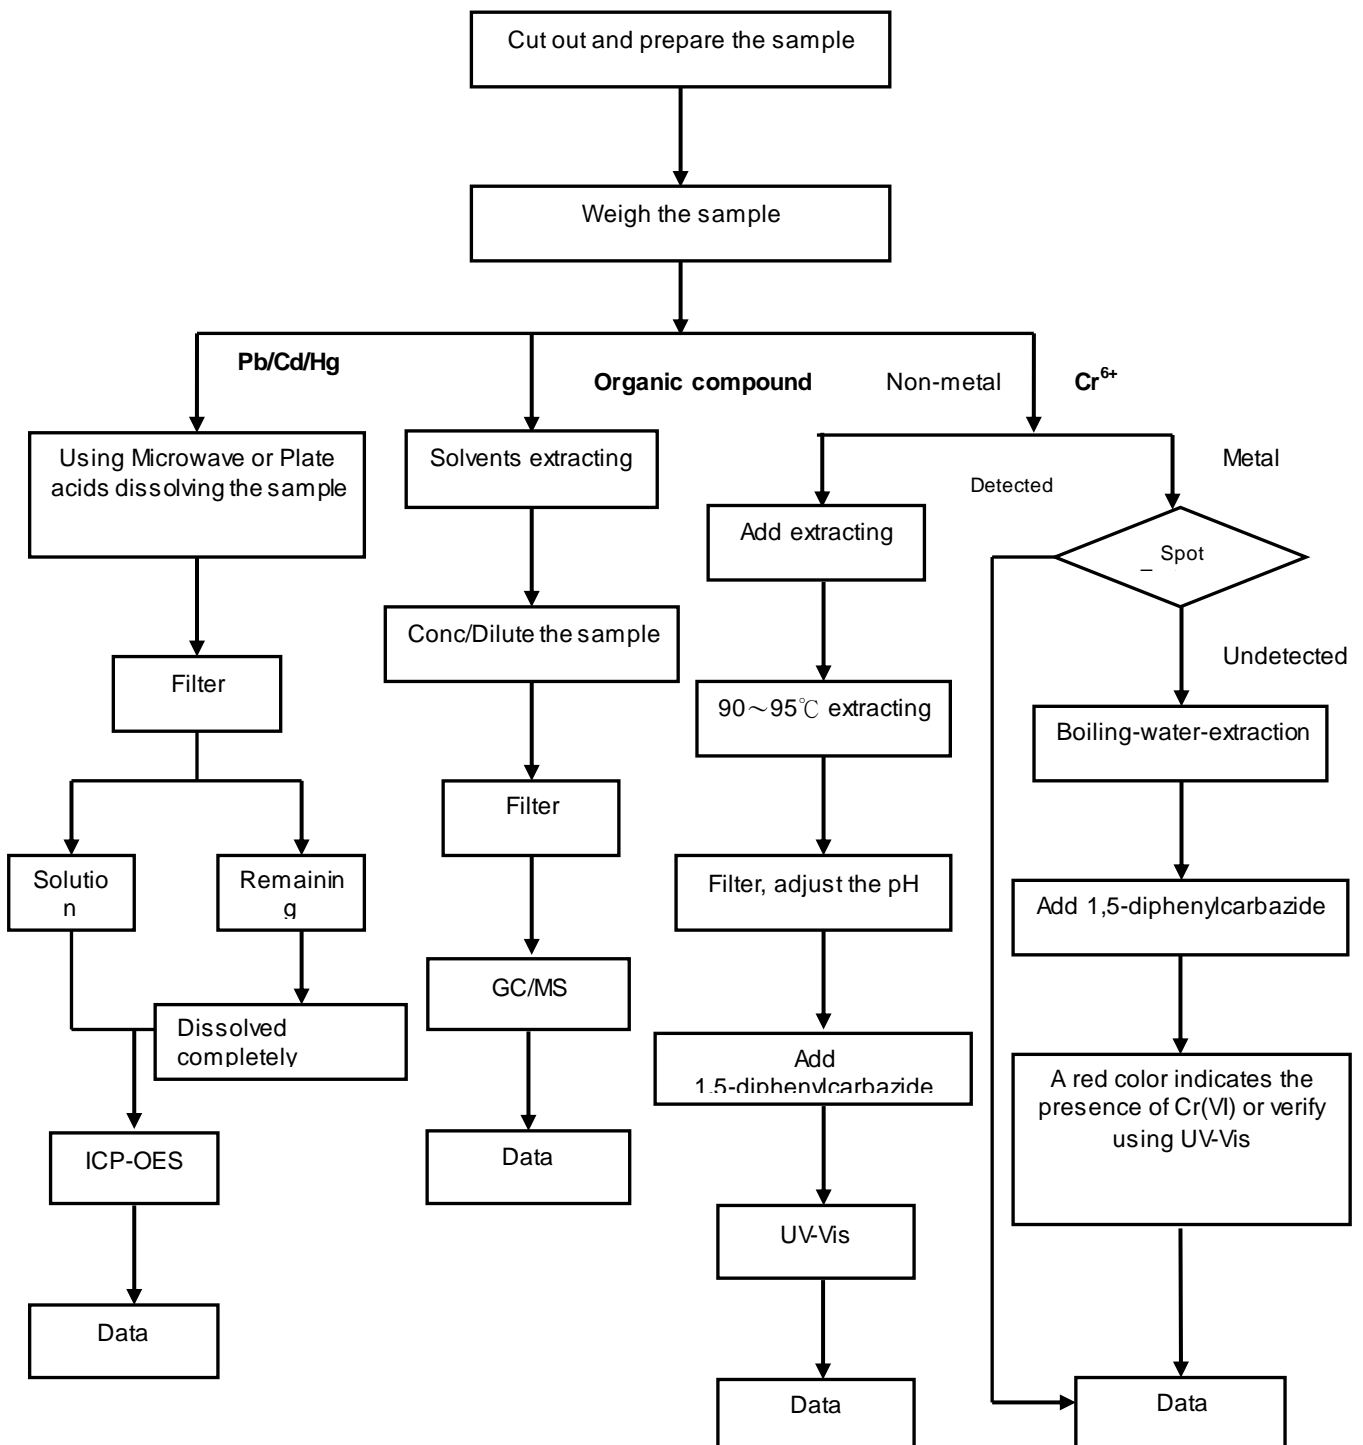 Cut out and prepare the sample
Weigh the sample
Pb/Cd/Hg
Organic compound
Non-metal
Cr⁶⁺
Using Microwave or Plate
acids dissolving the sample
Filter
Solutio
n
Remainin
g
Dissolved
completely
ICP-OES
Data
Solvents extracting
Conc/Dilute the sample
Filter
GC/MS
Data
Add extracting
90～95℃ extracting
Filter, adjust the pH
Add
1,5-diphenylcarbazide
UV-Vis
Data
Metal
Detected
Spot
Undetected
Boiling-water-extraction
Add 1,5-diphenylcarbazide
A red color indicates the
presence of Cr(VI) or verify
using UV-Vis
Data